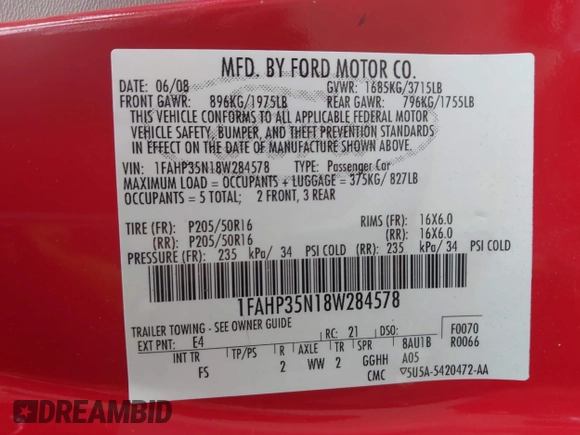 MFD. BY FORD MOTOR CO.
DATE: 06/08 GVWR: 1685KG/3715LB
FRONT GAWR: 896KG/1975LB REAR GAWR: 796KG/1755LB
THIS VEHICLE CONFORMS TO ALL APPLICABLE FEDERAL MOTOR
VEHICLE SAFETY, BUMPER, AND THEFT PREVENTION STANDARDS
IN EFFECT ON THE DATE OF MANUFACTURE SHOWN ABOVE.
VIN: 1FAHP35N18W284578 TYPE: Passenger Car
MAXIMUM LOAD = OCCUPANTS + LUGGAGE = 375KG/ 827LB
OCCUPANTS = 5 TOTAL; 2 FRONT, 3 REAR
TIRE (FR): P205/50R16 RIMS (FR): 16X6.0
(RR): P205/50R16 (RR): 16X6.0
PRESSURE (FR): 235 kPa/ 34 PSI COLD (RR): 235 kPa/ 34 PSI COLD
1FAHP35N18W284578
TRAILER TOWING - SEE OWNER GUIDE
EXT PNT: E4 RC: 21 DSO: F0070
INT TR TP/PS R AXLE TR SPR 8AU1B R0066
FS 2 WW 2 GGHH A05
CMC ▽5U5A-5420472-AA
DREAMBID